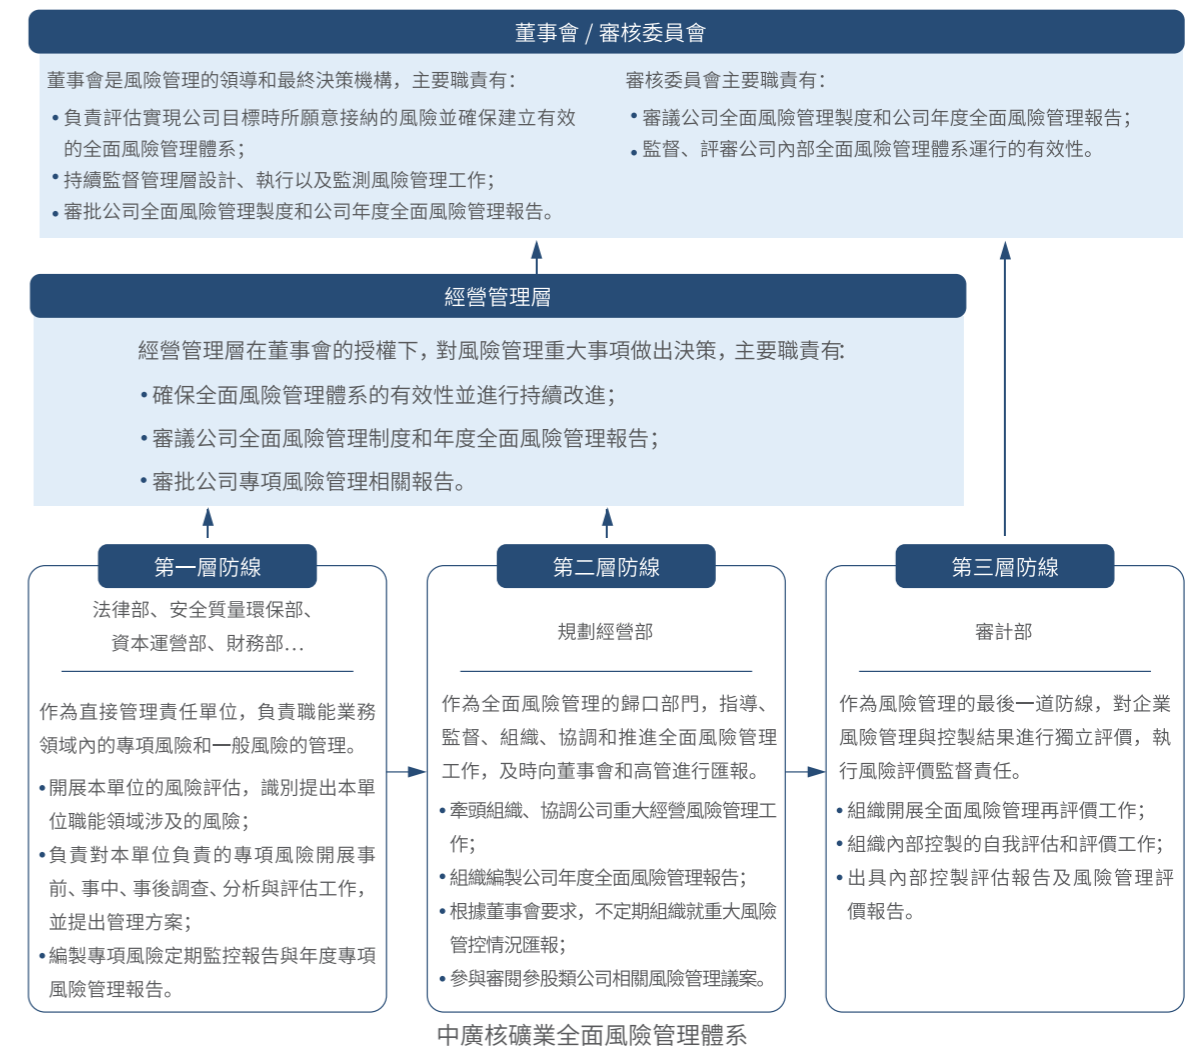 董事會 / 審核委員會
董事會是風險管理的領導和最終決策機構，主要職責有：
•負責評估實現公司目標時所願意接納的風險並確保建立有效
的全面風險管理體系；
•持續監督管理層設計、執行以及監測風險管理工作；
•審批公司全面風險管理製度和公司年度全面風險管理報告。
審核委員會主要職責有：
•審議公司全面風險管理製度和公司年度全面風險管理報告；
•監督、評審公司內部全面風險管理體系運行的有效性。
經營管理層
經營管理層在董事會的授權下，對風險管理重大事項做出決策，主要職責有：
•確保全面風險管理體系的有效性並進行持續改進；
•審議公司全面風險管理制度和年度全面風險管理報告；
•審批公司專項風險管理相關報告。
第一層防線
法律部、安全質量環保部、
資本運營部、財務部…
作為直接管理責任單位，負責職能業務
領域內的專項風險和一般風險的管理。
•開展本單位的風險評估，識別提出本單
位職能領域涉及的風險；
•負責對本單位負責的專項風險開展事
前、事中、事後調查、分析與評估工作，
並提出管理方案；
•編製專項風險定期監控報告與年度專項
風險管理報告。
第二層防線
規劃經營部
作為全面風險管理的歸口部門，指導、
監督、組織、協調和推進全面風險管理
工作，及時向董事會和高管進行匯報。
•牽頭組織、協調公司重大經營風險管理工
作；
•組織編製公司年度全面風險管理報告；
•根據董事會要求，不定期組織就重大風險
管控情況匯報；
•參與審閱參股類公司相關風險管理議案。
第三層防線
審計部
作為風險管理的最後一道防線，對企業
風險管理與控製結果進行獨立評價，執
行風險評價監督責任。
•組織開展全面風險管理再評價工作；
•組織內部控製的自我評估和評價工作；
•出具內部控製評估報告及風險管理評
價報告。
中廣核礦業全面風險管理體系